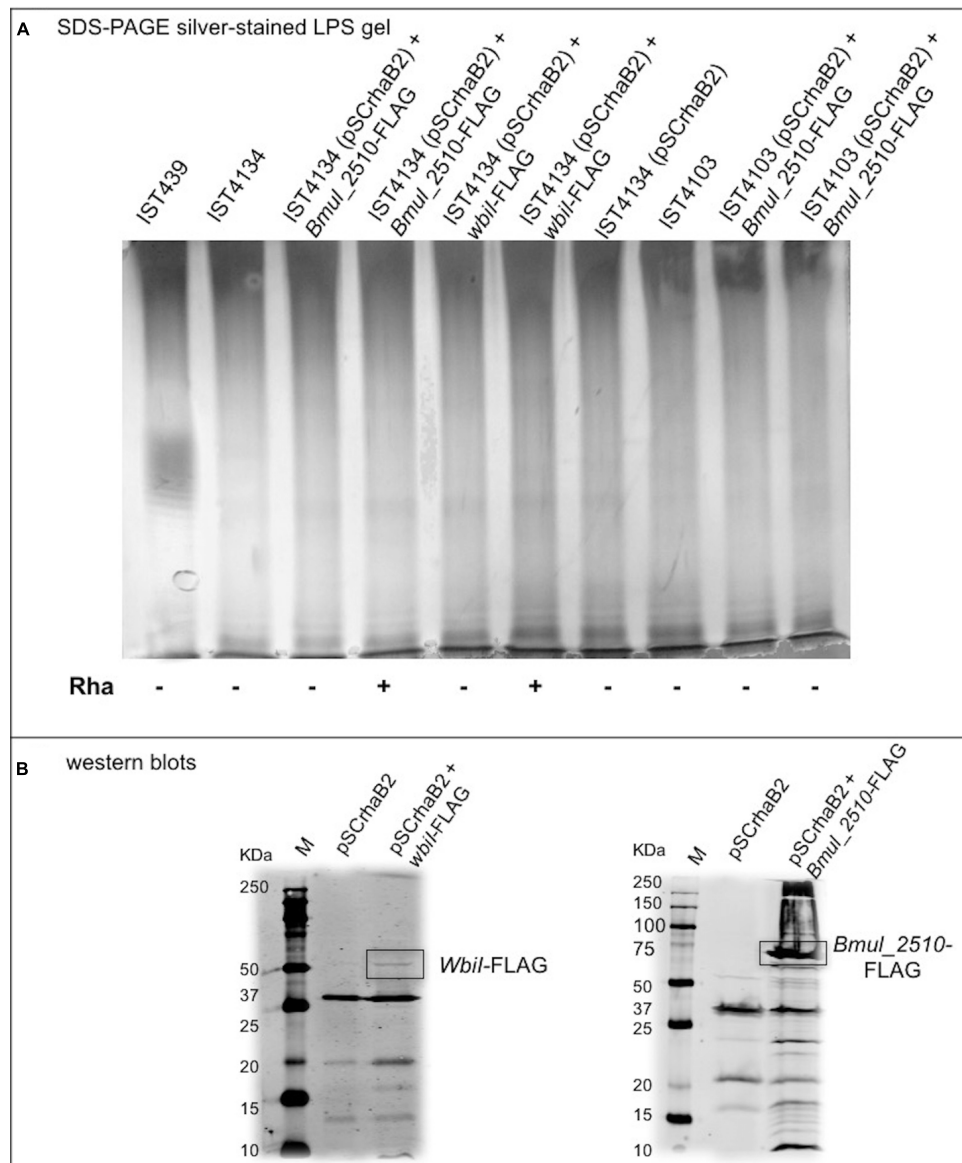 A SDS-PAGE silver-stained LPS gel
IST439
IST4134
IST4134 (pSCrhaB2) +
Bmul_2510-FLAG
IST4134 (pSCrhaB2) +
Bmul_2510-FLAG
IST4134 (pSCrhaB2) +
wbiI-FLAG
IST4134 (pSCrhaB2) +
wbiI-FLAG
IST4134 (pSCrhaB2)
IST4103
IST4103 (pSCrhaB2) +
Bmul_2510-FLAG
IST4103 (pSCrhaB2) +
Bmul_2510-FLAG
Rha - - - + - + - - - -
B western blots
KDa
M
pSCrhaB2
pSCrhaB2 +
wbiI-FLAG
250
50
37
25
20
15
10
WbiI-FLAG
KDa
M
pSCrhaB2
pSCrhaB2 +
Bmul_2510-FLAG
250
150
100
75
50
37
25
20
15
10
Bmul_2510-
FLAG